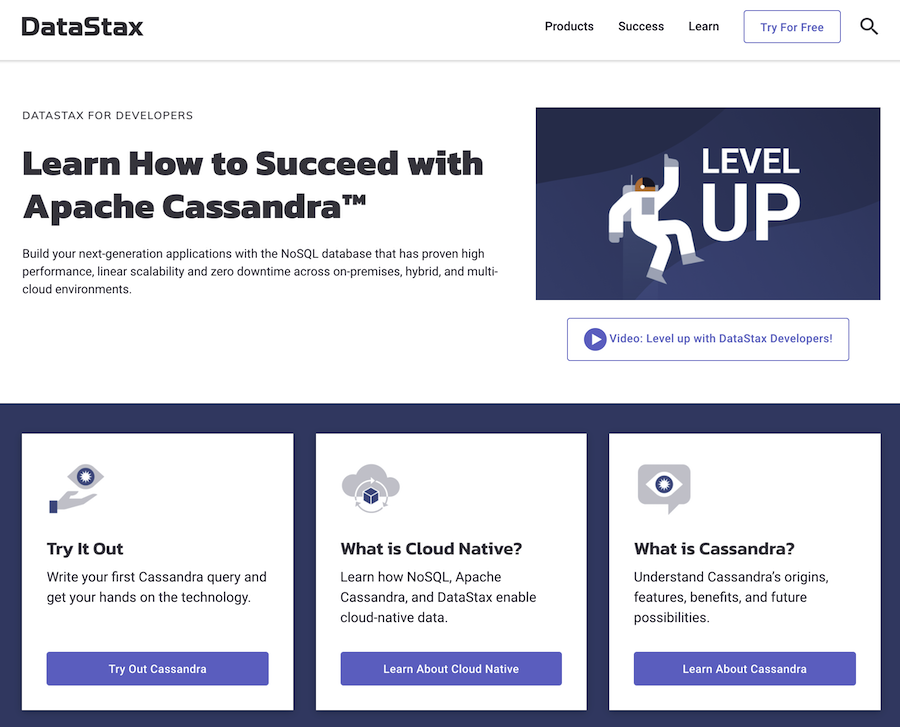 DataStax
Products Success Learn Try For Free
DATASTAX FOR DEVELOPERS
Learn How to Succeed with
Apache Cassandra™
Build your next-generation applications with the NoSQL database that has proven high
performance, linear scalability and zero downtime across on-premises, hybrid, and multi-
cloud environments.
LEVEL
UP
Video: Level up with DataStax Developers!
Try It Out
Write your first Cassandra query and
get your hands on the technology.
Try Out Cassandra
What is Cloud Native?
Learn how NoSQL, Apache
Cassandra, and DataStax enable
cloud-native data.
Learn About Cloud Native
What is Cassandra?
Understand Cassandra’s origins,
features, benefits, and future
possibilities.
Learn About Cassandra